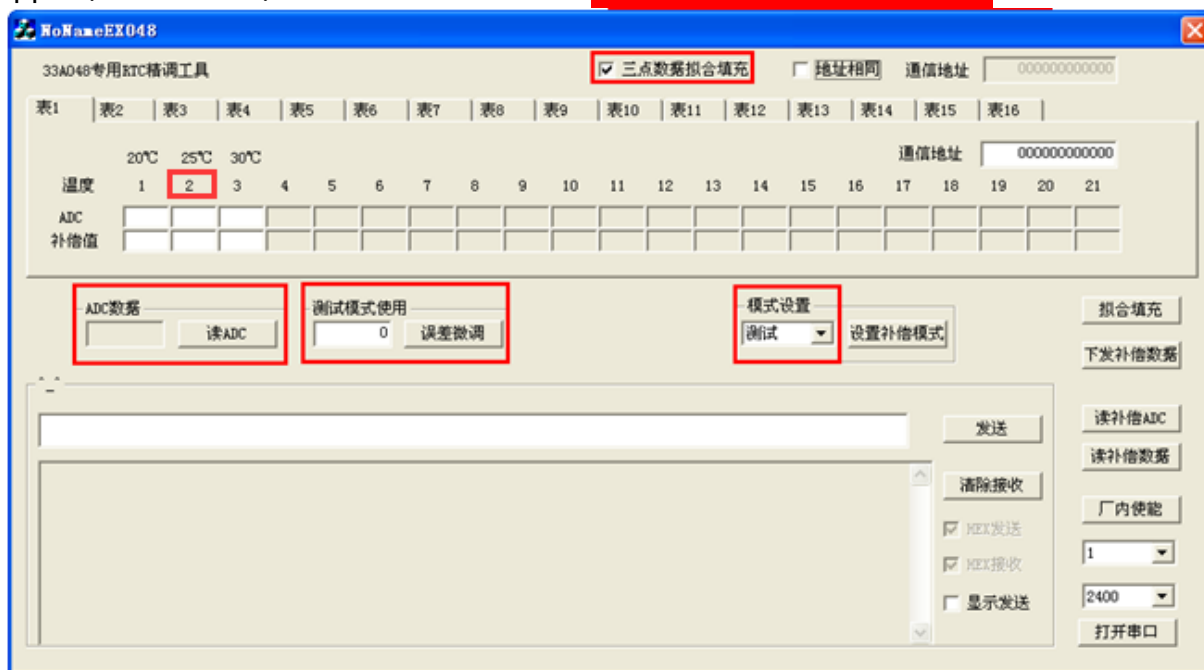 NoNameEX048
33A048专用RTC精调工具 三点数据拟合填充 地址相同 通信地址 000000000000
表1 表2 表3 表4 表5 表6 表7 表8 表9 表10 表11 表12 表13 表14 表15 表16
20℃ 25℃ 30℃ 通信地址 000000000000
温度 1 2 3 4 5 6 7 8 9 10 11 12 13 14 15 16 17 18 19 20 21
ADC
补偿值
ADC数据 测试模式使用 模式设置 拟合填充
读ADC 0 误差微调 测试 设置补偿模式
下发补偿数据
^_^
发送 读补偿ADC
读补偿数据
清除接收
厂内使能
HEX发送
1
HEX接收
2400
显示发送
打开串口